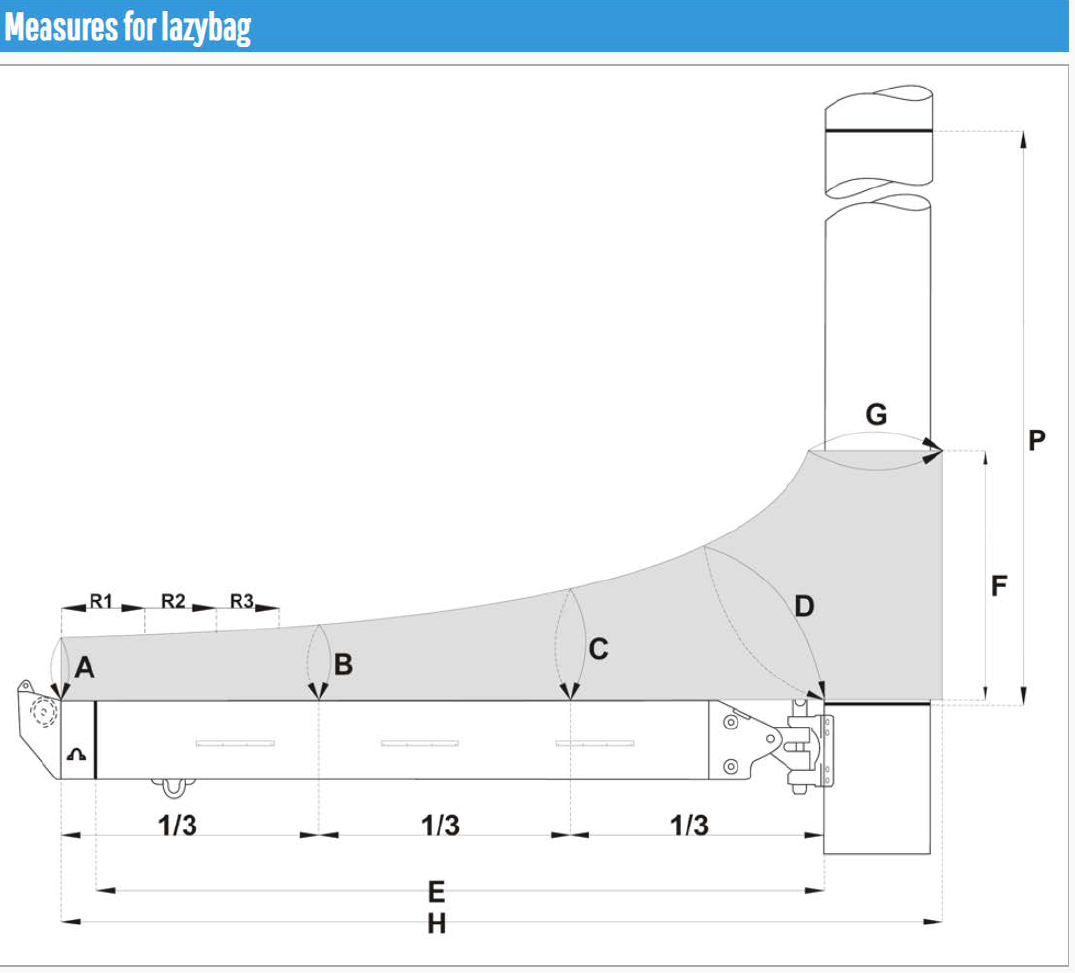 Measures for lazybag
G
P
F
R1 R2 R3
D
A
B
C
1/3 1/3 1/3
E
H